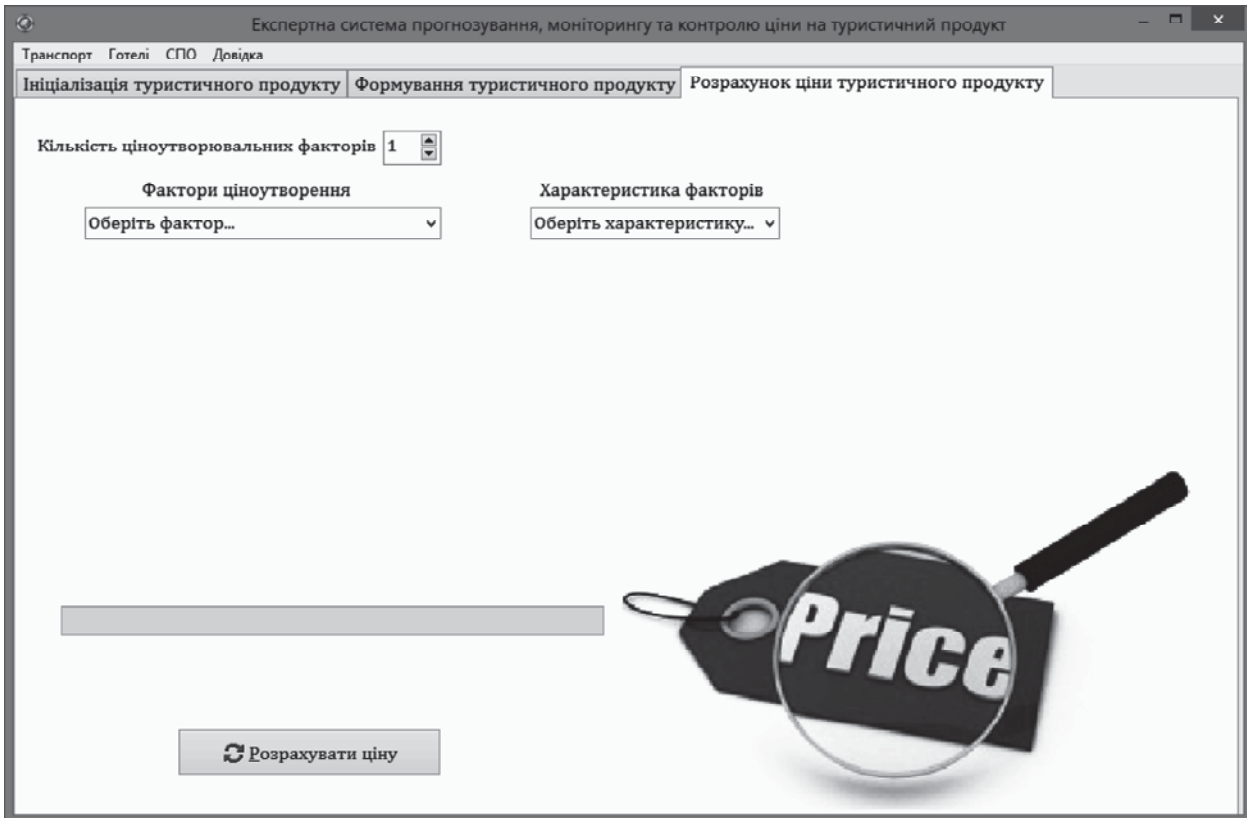 Експертна система прогнозування, моніторингу та контролю ціни на туристичний продукт
Транспорт Готелі СПО Довідка
Ініціалізація туристичного продукту Формування туристичного продукту Розрахунок ціни туристичного продукту
Кількість ціноутворювальних факторів 1
Фактори ціноутворення Характеристика факторів
Оберіть фактор... Оберіть характеристику...
Price
Розрахувати ціну